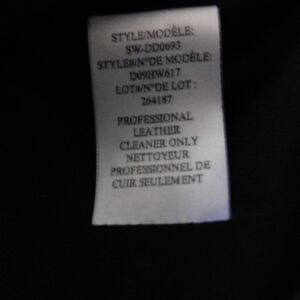 STYLE/MODÈLE:
SW-DD0693
STYLE#/N°DE MODÈLE:
D09HW617
LOT#/N°DE LOT :
264187
PROFESSIONAL
LEATHER
CLEANER ONLY
NETTOYEUR
PROFESSIONNEL DE
CUIR SEULEMENT